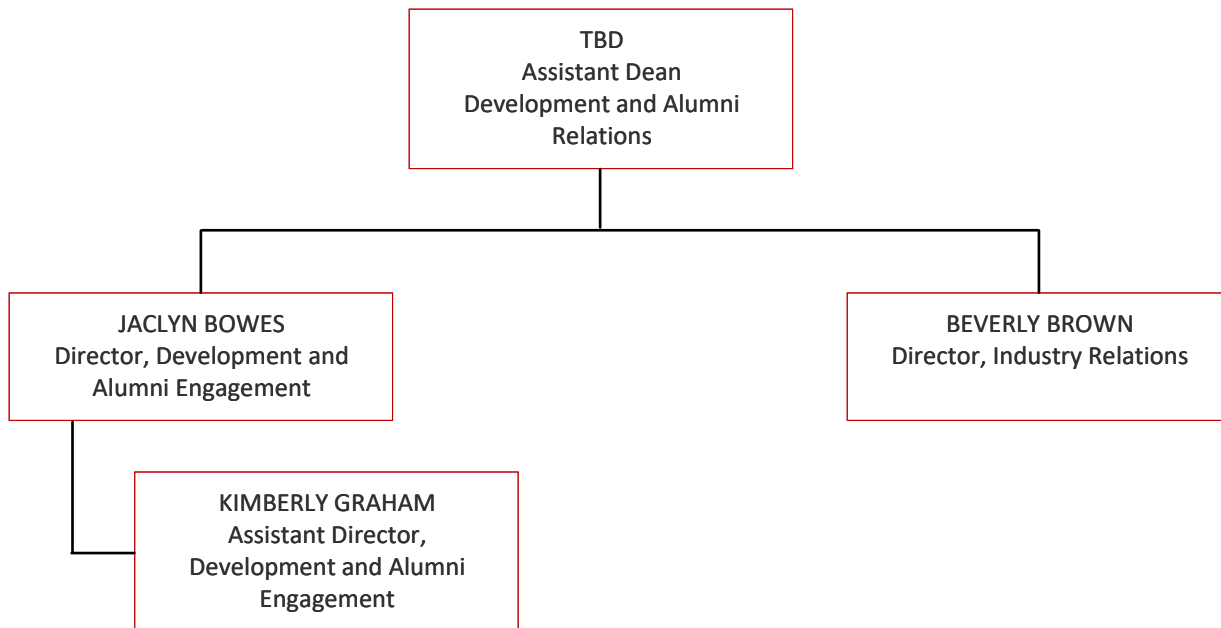 TBD
Assistant Dean
Development and Alumni
Relations
JACLYN BOWES
Director, Development and
Alumni Engagement
BEVERLY BROWN
Director, Industry Relations
KIMBERLY GRAHAM
Assistant Director,
Development and Alumni
Engagement